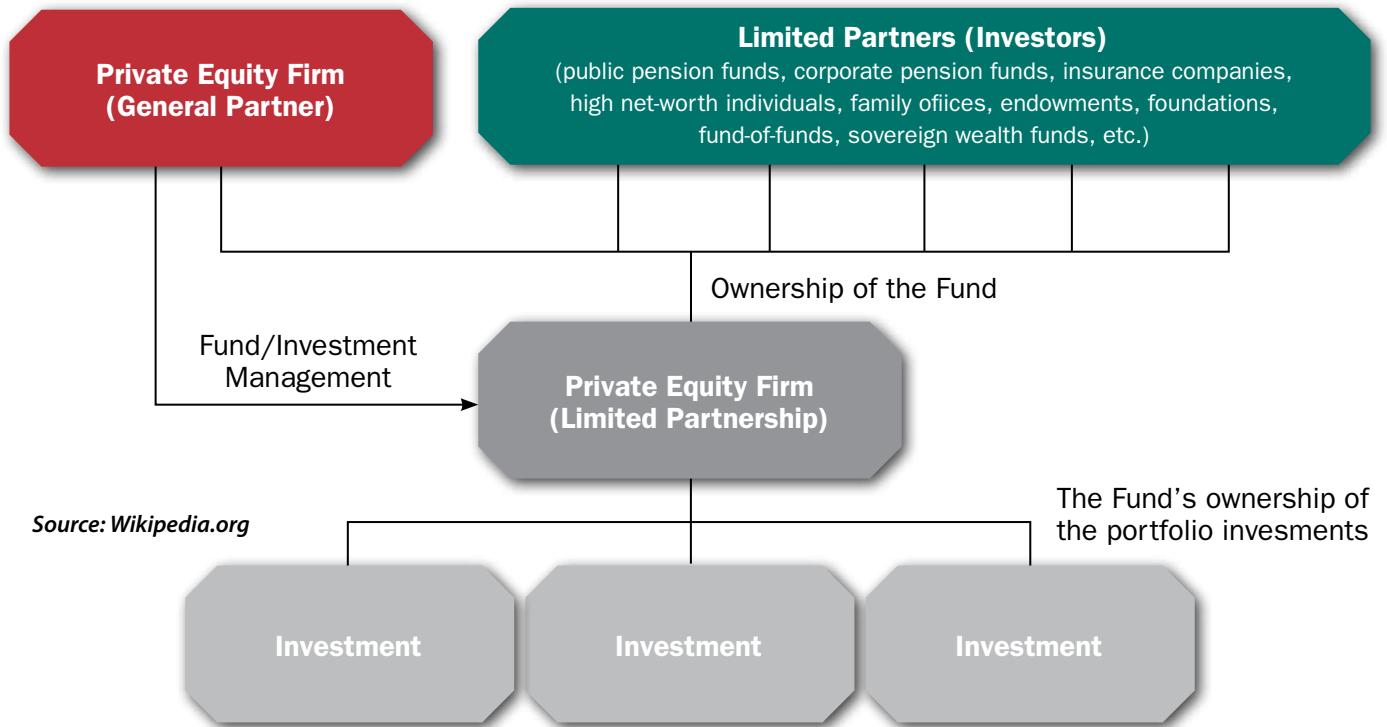 Private Equity Firm
(General Partner)
Limited Partners (Investors)
(public pension funds, corporate pension funds, insurance companies,
high net-worth individuals, family ofiices, endowments, foundations,
fund-of-funds, sovereign wealth funds, etc.)
Ownership of the Fund
Fund/Investment
Management
Private Equity Firm
(Limited Partnership)
Source: Wikipedia.org
The Fund’s ownership of
the portfolio invesments
Investment
Investment
Investment